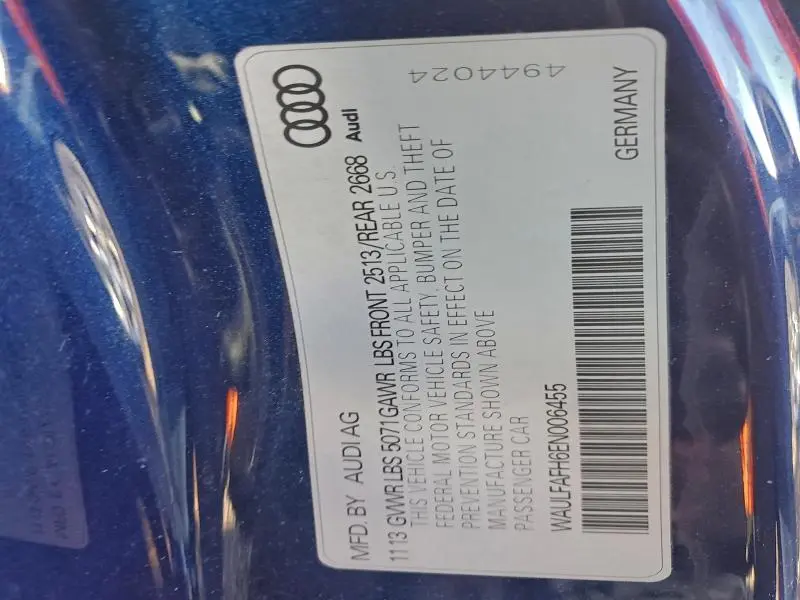 Audi
4944024
MFD. BY AUDI AG
11 13 GVWR LBS 5071 GAWR LBS FRONT 2513/REAR 2668
THIS VEHICLE CONFORMS TO ALL APPLICABLE U.S.
FEDERAL MOTOR VEHICLE SAFETY, BUMPER AND THEFT
PREVENTION STANDARDS IN EFFECT ON THE DATE OF
MANUFACTURE SHOWN ABOVE
PASSENGER CAR
WAULFAFH6EN006455
GERMANY